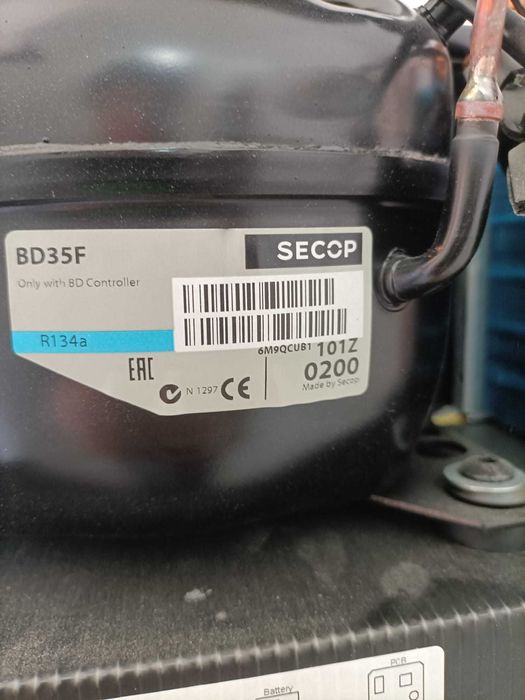 BD35F
SECOP
Only with BD Controller
R134a
6M9QCUB1
101Z
0200
Made by Secop
EAC
N 1297 CE
Battery
PCB